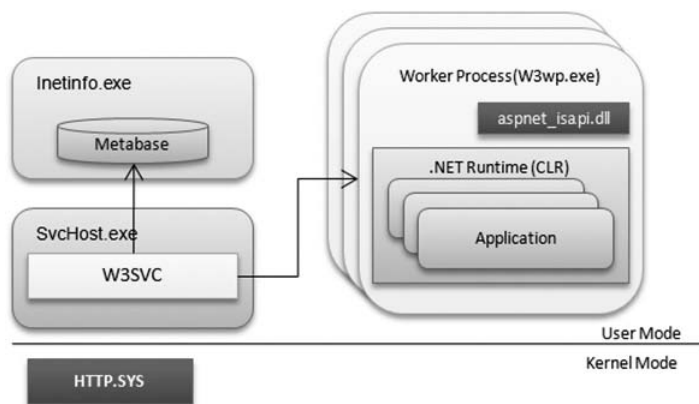 Inetinfo.exe
Metabase
SvcHost.exe
W3SVC
Worker Process(W3wp.exe)
aspnet_isapi.dll
.NET Runtime (CLR)
Application
User Mode
Kernel Mode
HTTP.SYS